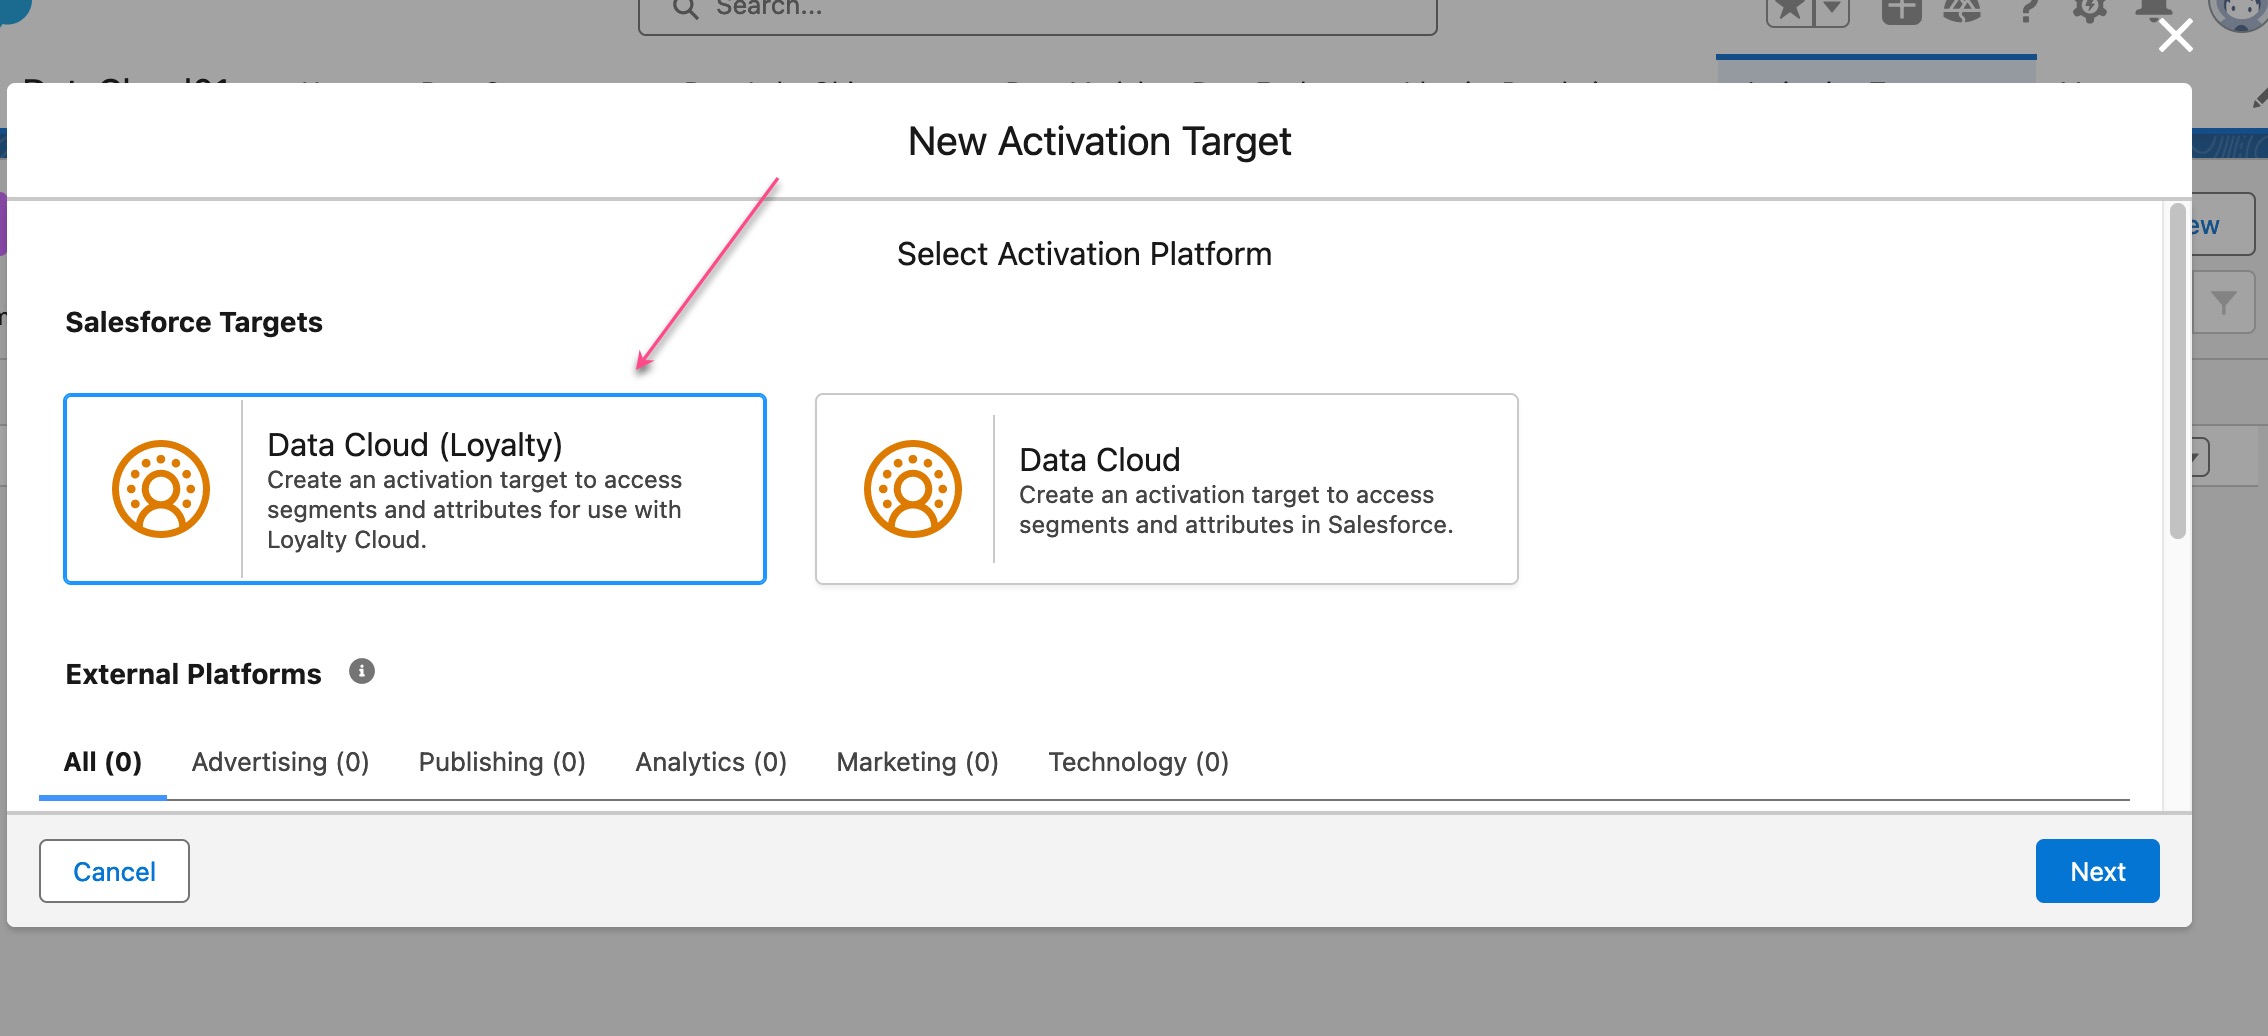 Search...
New Activation Target
Select Activation Platform
ew
Salesforce Targets
Data Cloud (Loyalty)
Create an activation target to access
segments and attributes for use with
Loyalty Cloud.
Data Cloud
Create an activation target to access
segments and attributes in Salesforce.
External Platforms
All (0) Advertising (0) Publishing (0) Analytics (0) Marketing (0) Technology (0)
Cancel
Next